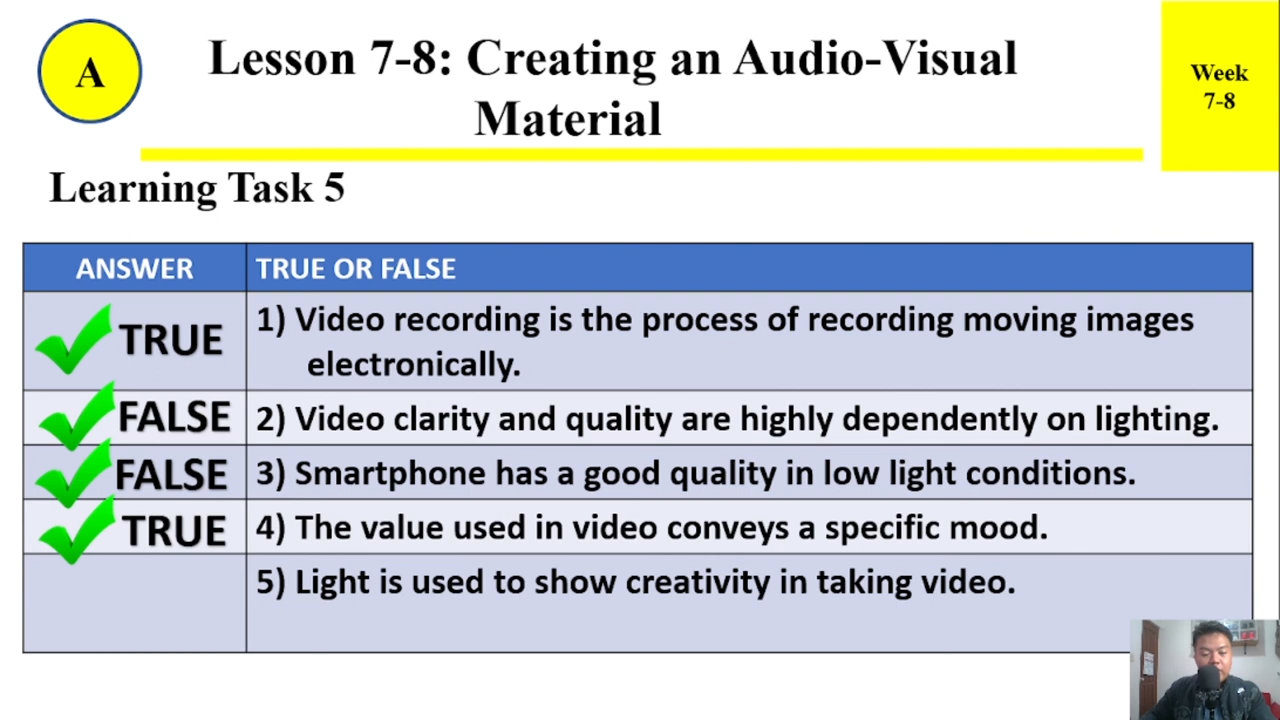 A
Lesson 7-8: Creating an Audio-Visual
Material
Week
7-8
Learning Task 5
ANSWER
TRUE OR FALSE
TRUE
1) Video recording is the process of recording moving images
electronically.
FALSE
2) Video clarity and quality are highly dependently on lighting.
FALSE
3) Smartphone has a good quality in low light conditions.
TRUE
4) The value used in video conveys a specific mood.
5) Light is used to show creativity in taking video.